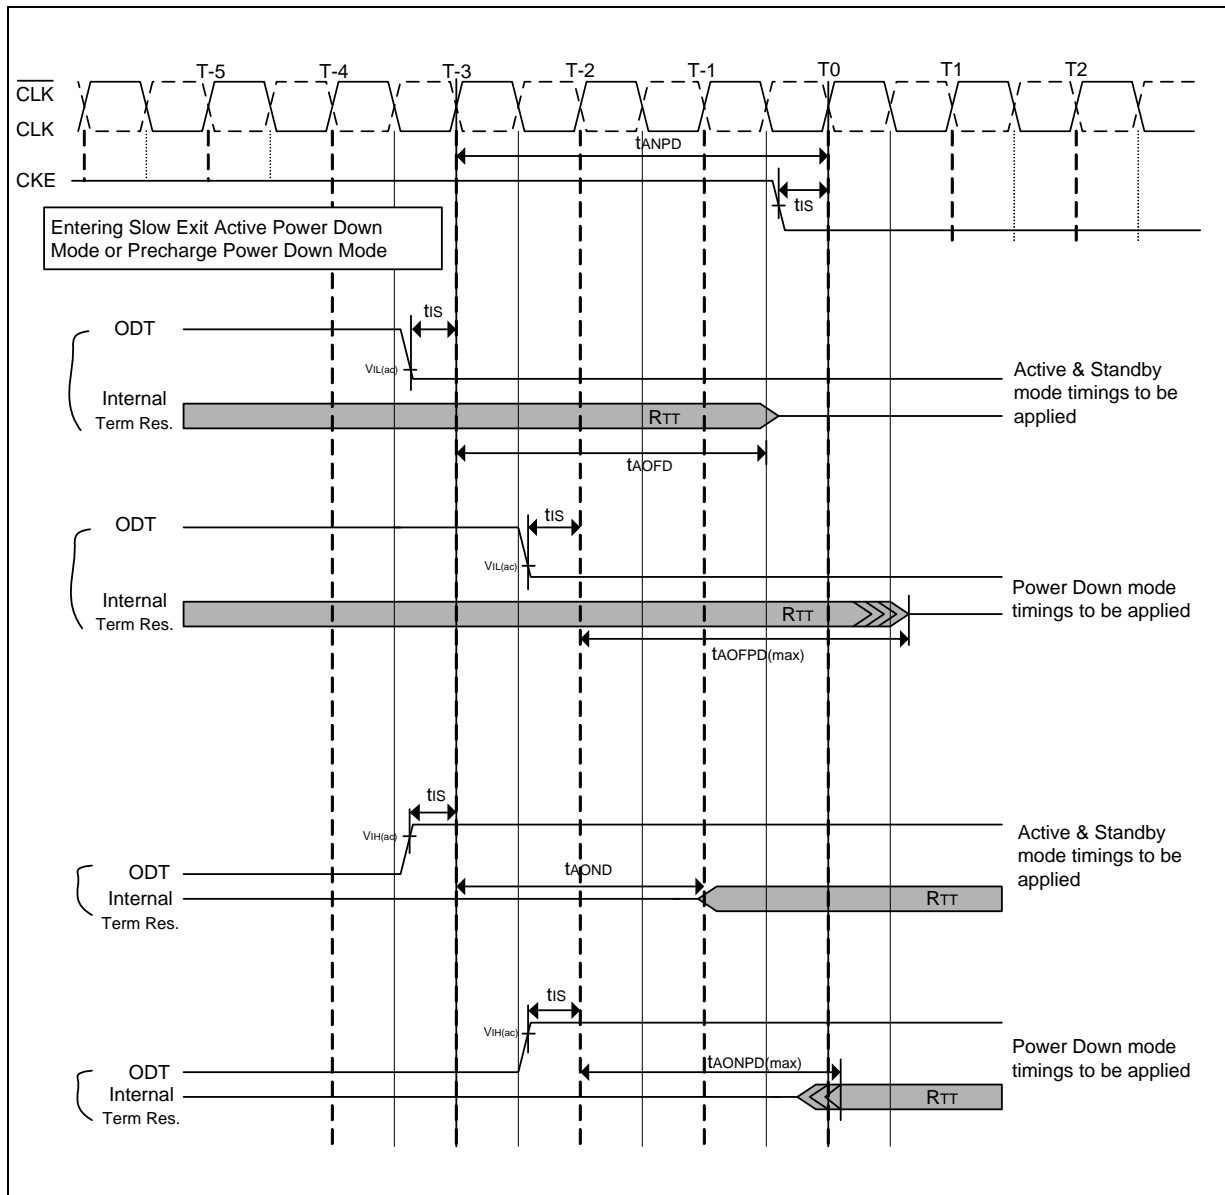 T-5 T-4 T-3 T-2 T-1 T0 T1 T2
CLK
CLK
tANPD
CKE
tIS
Entering Slow Exit Active Power Down
Mode or Precharge Power Down Mode
tIS
ODT
VIL(ac)
Active & Standby
mode timings to be
applied
Internal
Term Res.
RTT
tAOFD
ODT
tIS
VIL(ac)
Power Down mode
timings to be applied
Internal
Term Res.
RTT
tAOFPD(max)
tIS
VIH(ac)
Active & Standby
mode timings to be
applied
ODT
tAOND
Internal
Term Res.
RTT
tIS
VIH(ac)
Power Down mode
timings to be applied
ODT
tAONPD(max)
Internal
Term Res.
RTT